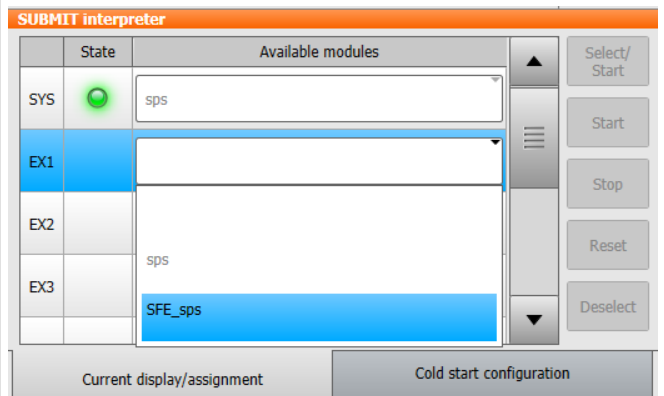 SUBMIT interpreter
State
Available modules
Select/
Start
SYS
sps
Start
EX1
Stop
EX2
sps
Reset
EX3
SFE_sps
Deselect
Current display/assignment
Cold start configuration